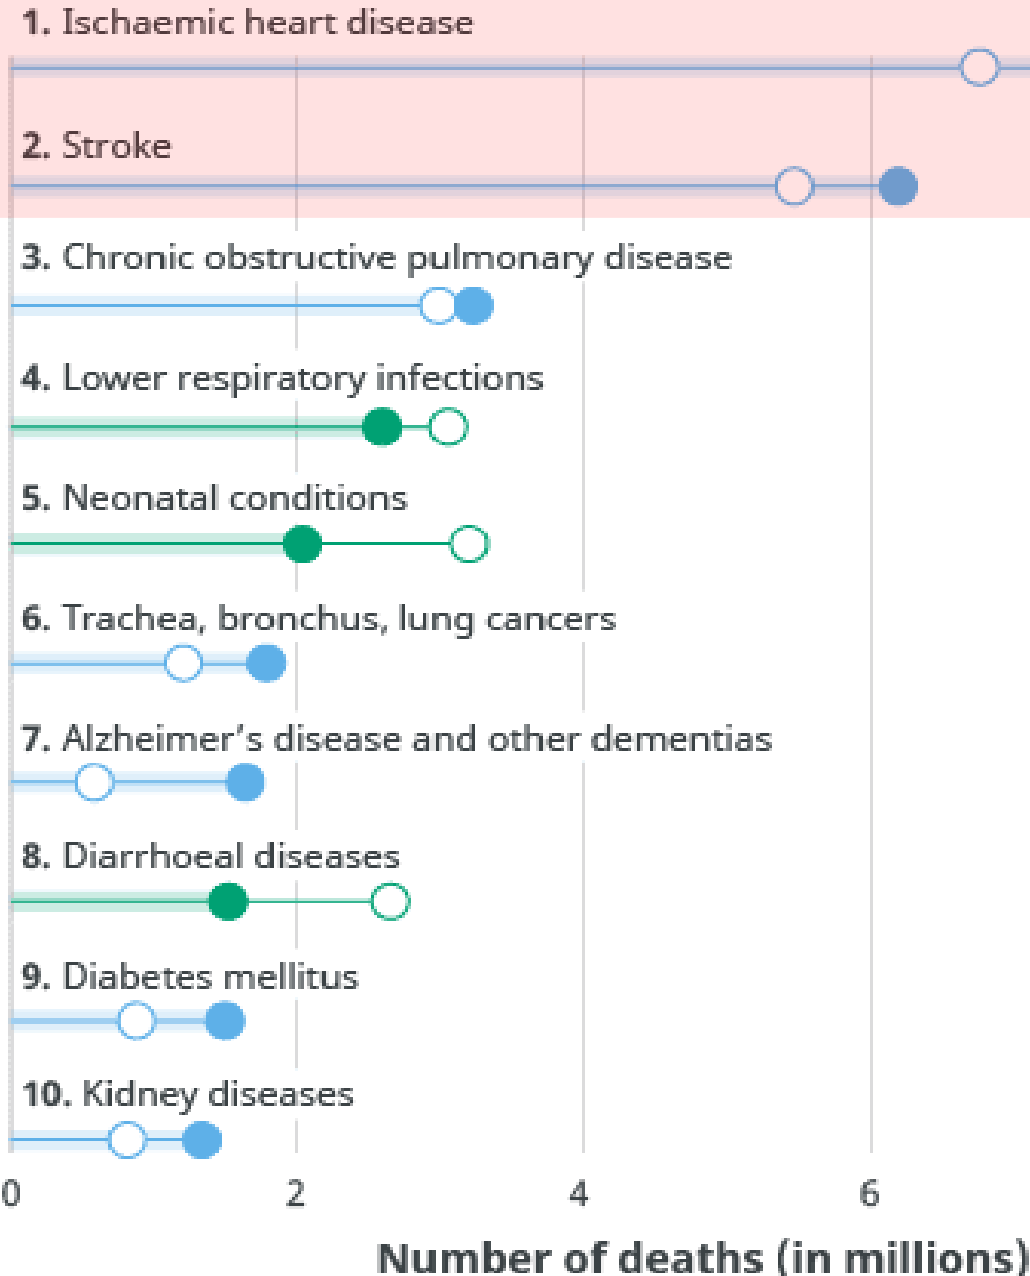 1. Ischaemic heart disease
2. Stroke
3. Chronic obstructive pulmonary disease
4. Lower respiratory infections
5. Neonatal conditions
6. Trachea, bronchus, lung cancers
7. Alzheimer’s disease and other dementias
8. Diarrhoeal diseases
9. Diabetes mellitus
10. Kidney diseases
0 2 4 6
Number of deaths (in millions)